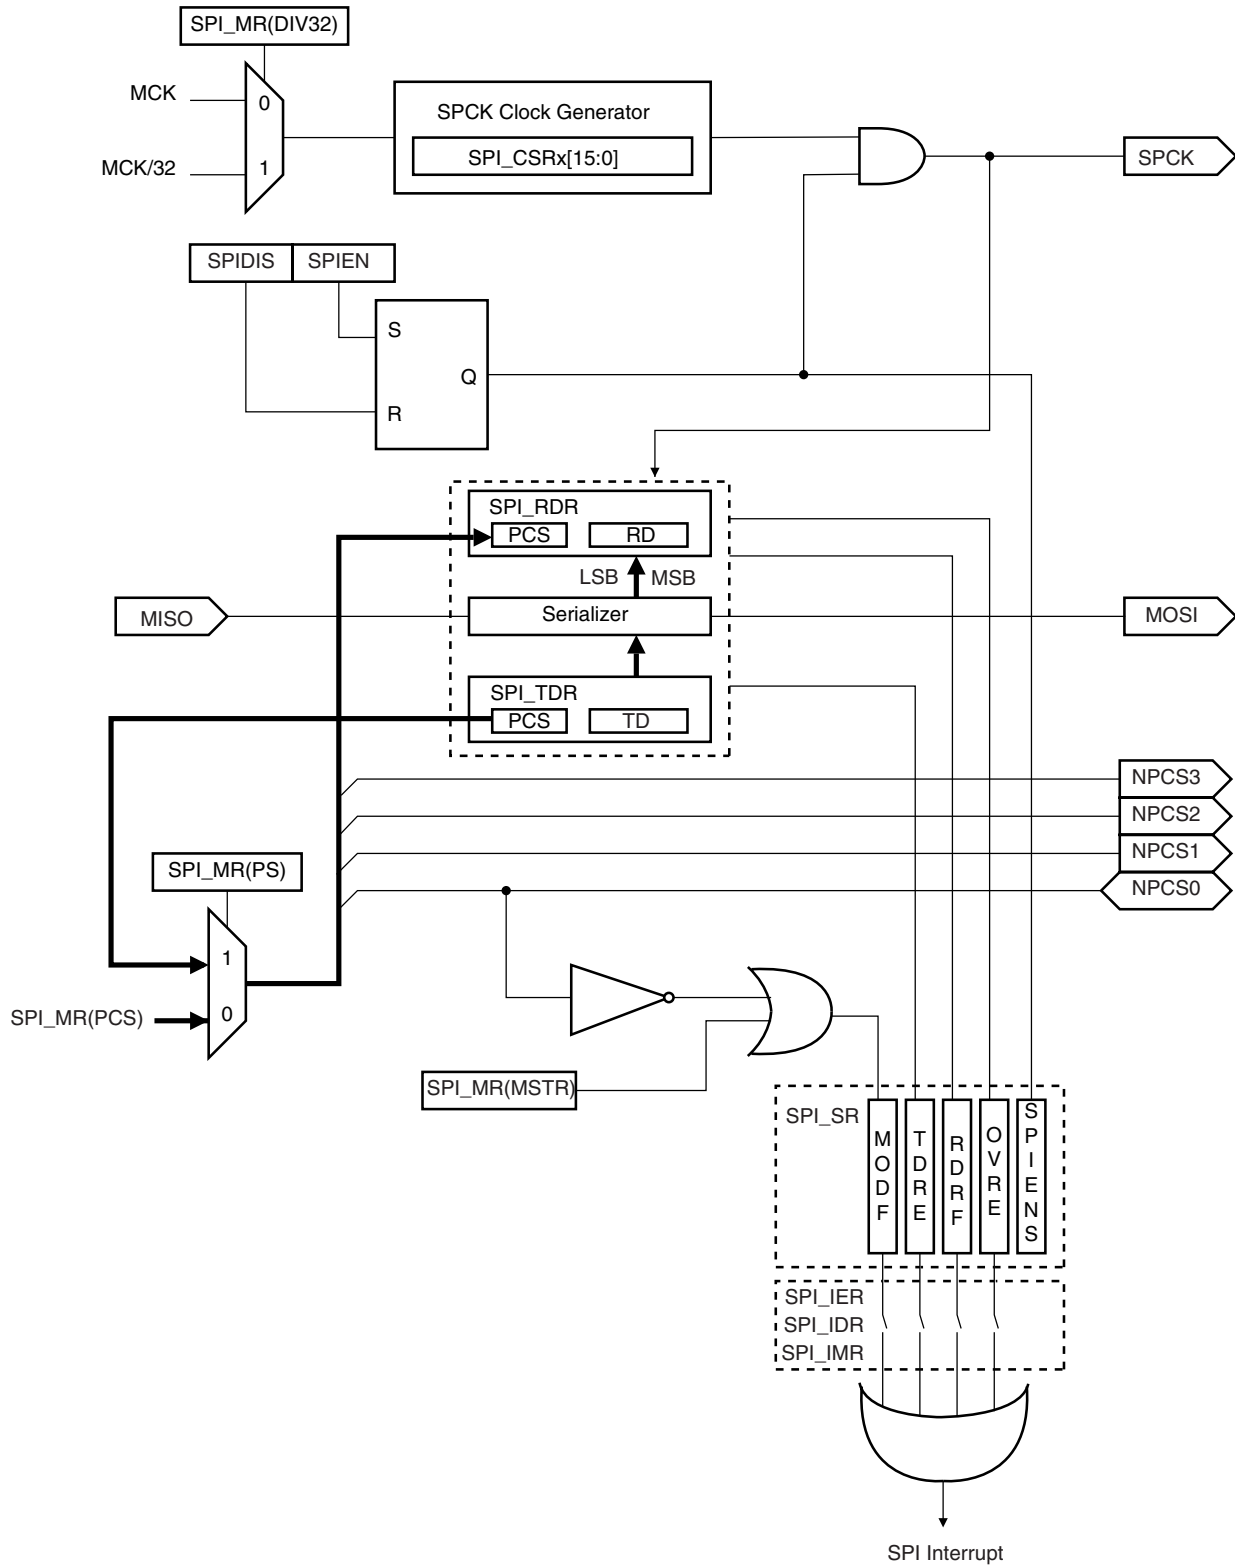 SPI_MR(DIV32)
MCK
0
SPCK Clock Generator
SPI_CSRx[15:0]
SPCK
MCK/32
1
SPIDIS
SPIEN
S
Q
R
SPI_RDR
PCS
RD
LSB
MSB
MISO
Serializer
MOSI
SPI_TDR
PCS
TD
NPCS3
NPCS2
NPCS1
NPCS0
SPI_MR(PS)
1
0
SPI_MR(PCS)
SPI_MR(MSTR)
SPI_SR
MODF
TDRE
RDRF
OVRE
SPIENS
SPI_IER
SPI_IDR
SPI_IMR
SPI Interrupt